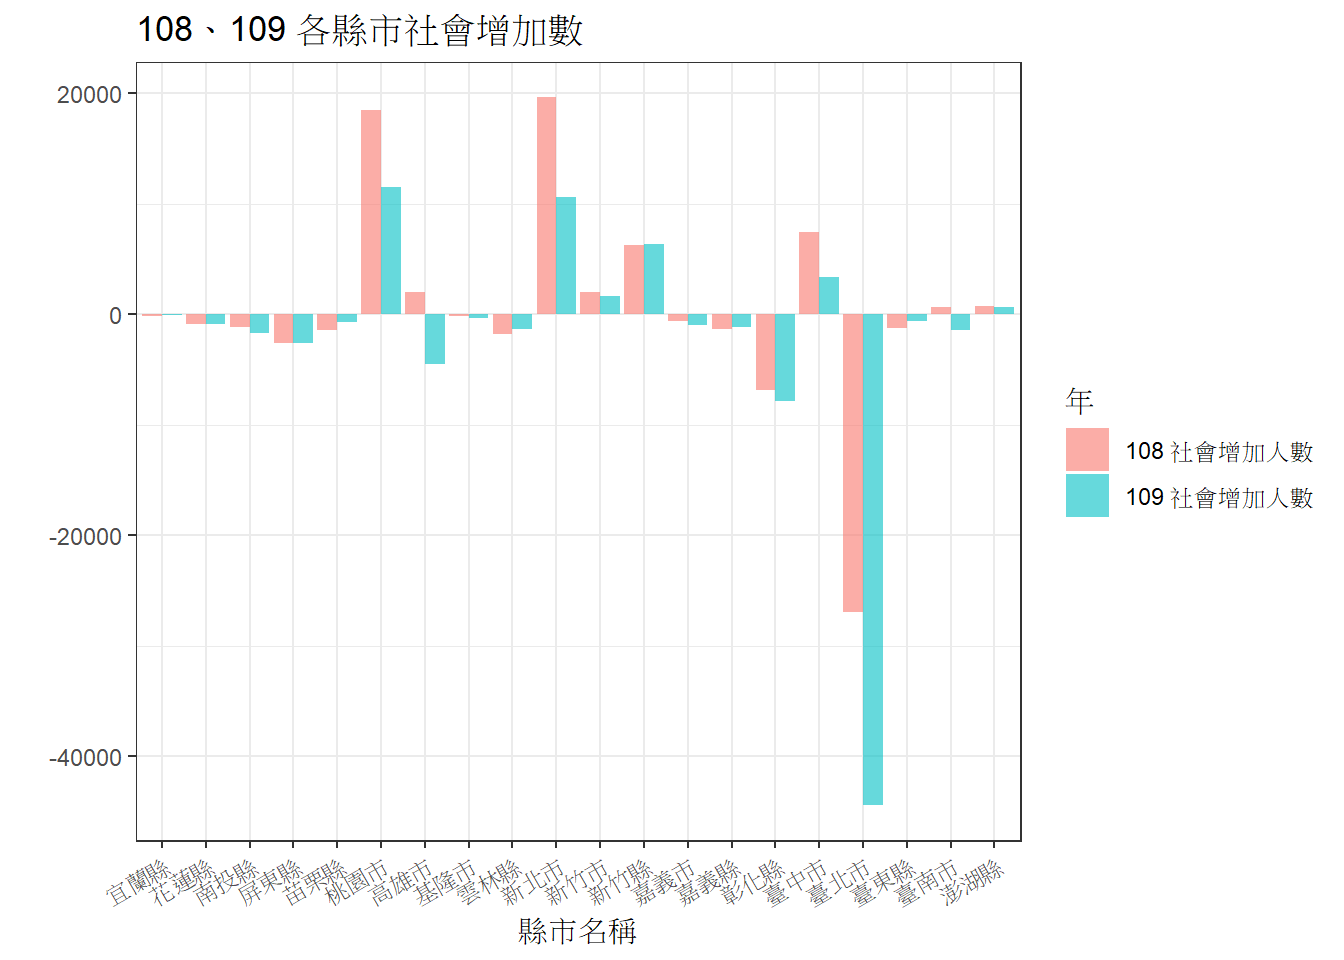 108、109 各縣市社會增加數
20000
0
-20000
-40000
宜蘭縣
花蓮縣
南投縣
屏東縣
苗栗縣
桃園市
高雄市
基隆市
雲林縣
新北市
新竹市
新竹縣
嘉義市
嘉義縣
彰化縣
臺中市
臺北市
臺東縣
臺南市
澎湖縣
縣市名稱
年
108 社會增加人數
109 社會增加人數